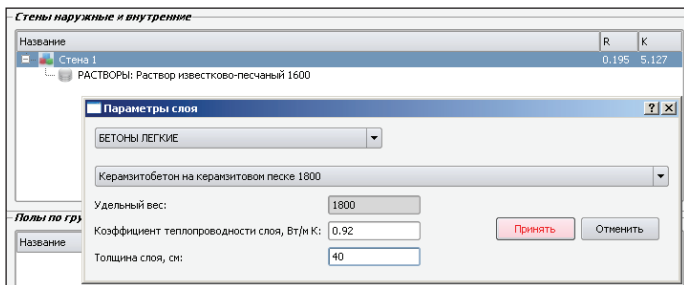 Стены наружные и внутренние
Название R K
Стена 1 0.195 5.127
РАСТВОРЫ: Раствор известково-песчаный 1600
Параметры слоя
БЕТОНЫ ЛЕГКИЕ
Керамзитобетон на керамзитовом песке 1800
Удельный вес: 1800
Полы по гру
Коэффициент теплопроводности слоя, Вт/м К: 0.92 Принять Отменить
Название
Толщина слоя, см: 40